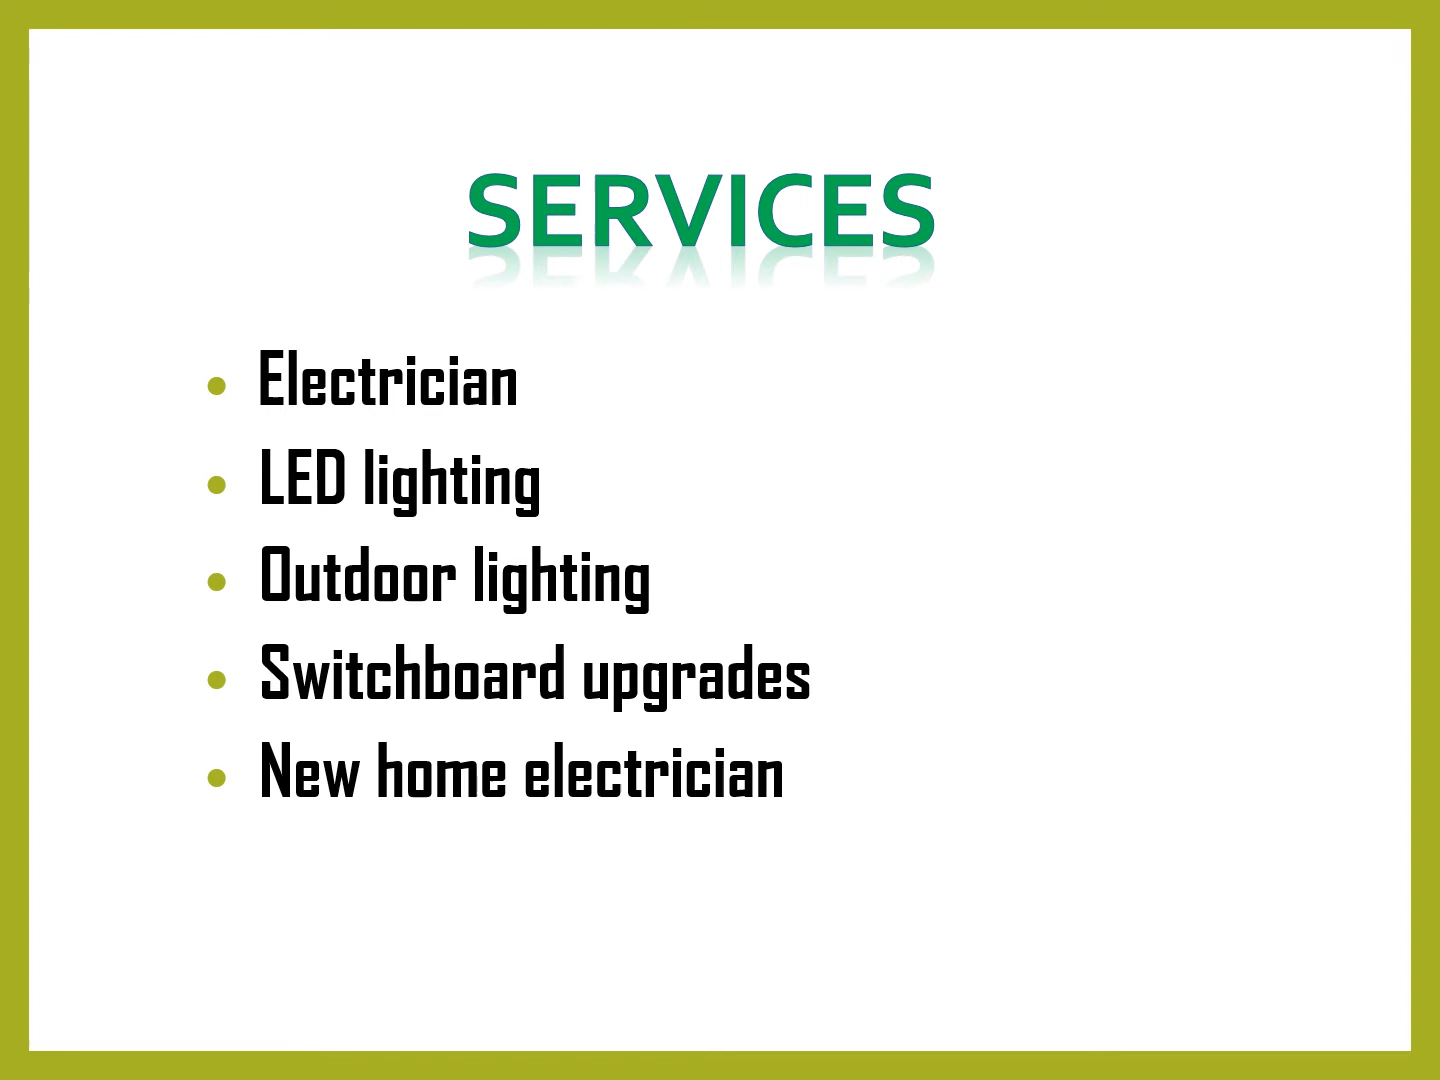 SERVICES
• Electrician
• LED lighting
• Outdoor lighting
• Switchboard upgrades
• New home electrician